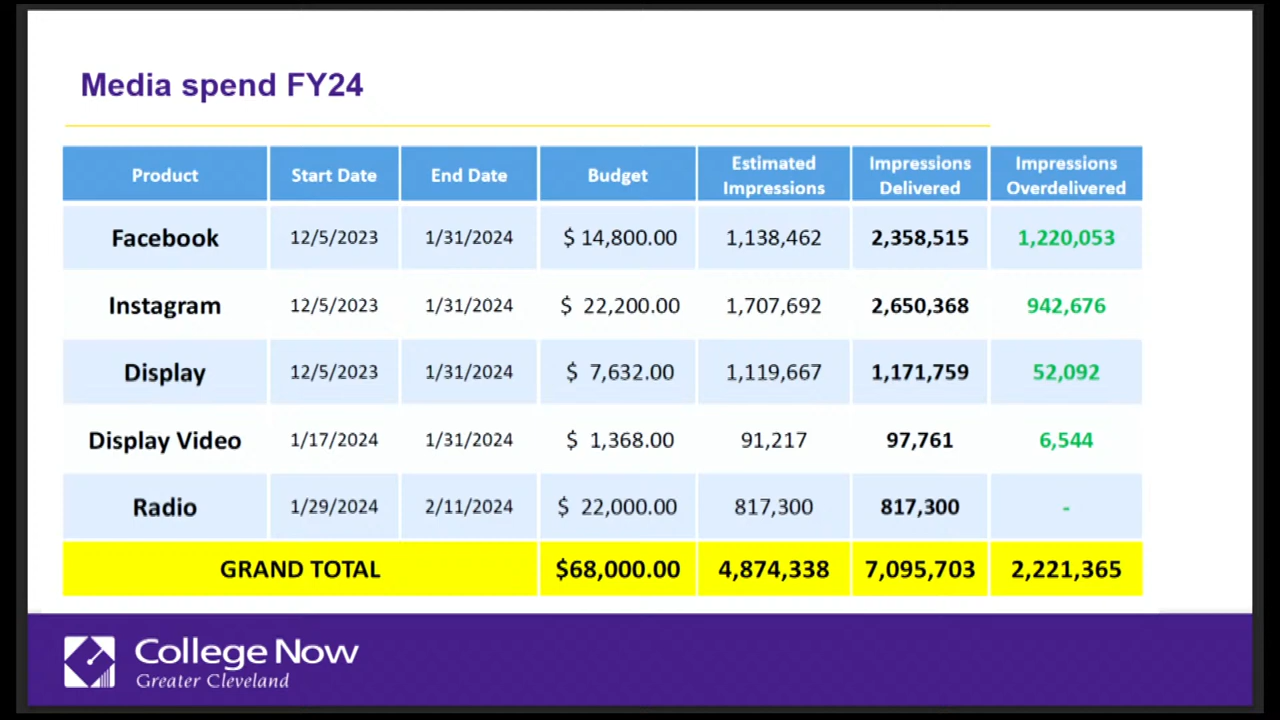 Media spend FY24
Product Start Date End Date Budget Estimated Impressions Impressions Delivered Impressions Overdelivered
Facebook 12/5/2023 1/31/2024 $ 14,800.00 1,138,462 2,358,515 1,220,053
Instagram 12/5/2023 1/31/2024 $ 22,200.00 1,707,692 2,650,368 942,676
Display 12/5/2023 1/31/2024 $ 7,632.00 1,119,667 1,171,759 52,092
Display Video 1/17/2024 1/31/2024 $ 1,368.00 91,217 97,761 6,544
Radio 1/29/2024 2/11/2024 $ 22,000.00 817,300 817,300 -
GRAND TOTAL $68,000.00 4,874,338 7,095,703 2,221,365
College Now
Greater Cleveland